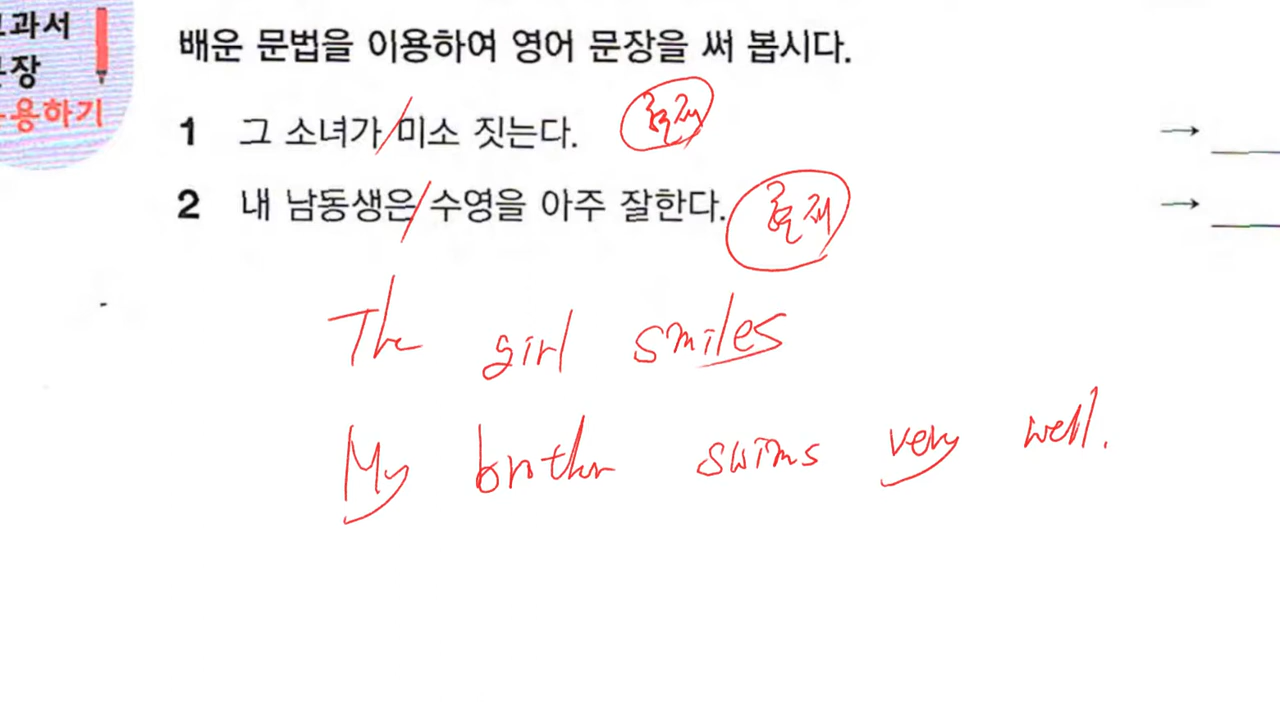 과서
장
용하기
배운 문법을 이용하여 영어 문장을 써 봅시다.
1 그 소녀가/미소 짓는다. 현재 →
2 내 남동생은/수영을 아주 잘한다. 현재 →
The girl smiles
My brother swims very well.